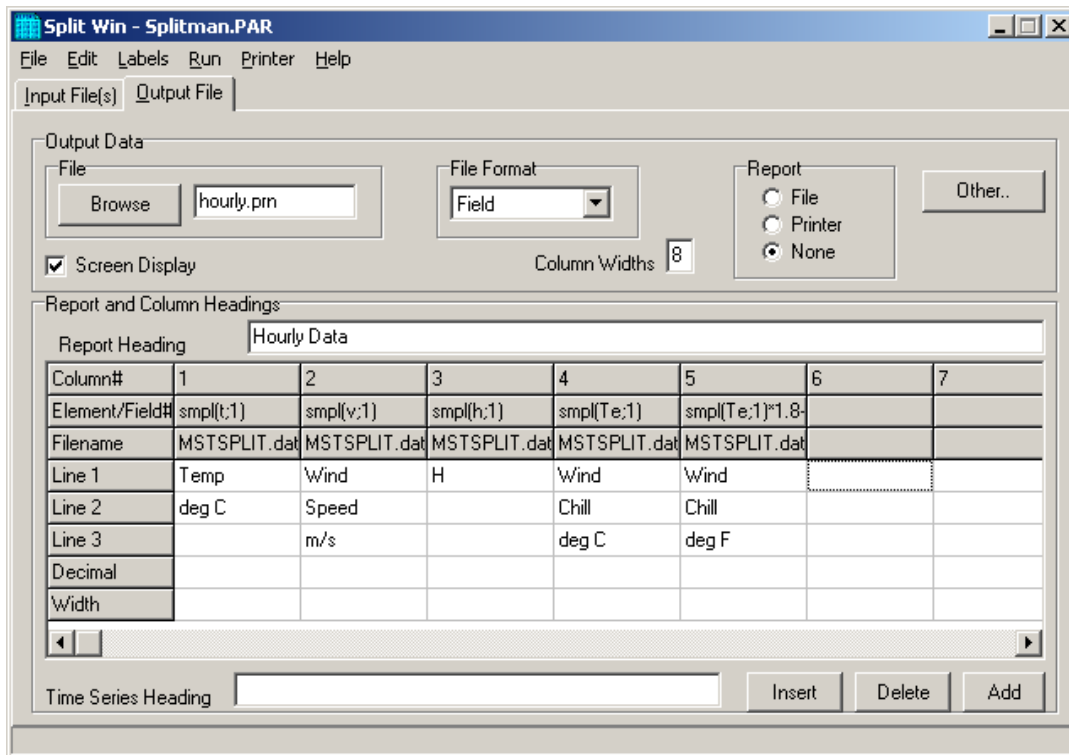 Split Win - Splitman.PAR
File Edit Labels Run Printer Help
Input File(s) Output File
Output Data
File
Browse hourly.prn
File Format
Field
Report
File
Printer
None
Other..
Screen Display
Column Widths 8
Report and Column Headings
Report Heading Hourly Data
Column# 1 2 3 4 5 6 7
Element/Field# smpl(t;1) smpl(v;1) smpl(h;1) smpl(Te;1) smpl(Te;1)*1.8-
Filename MSTSPLIT.dat MSTSPLIT.dat MSTSPLIT.dat MSTSPLIT.dat MSTSPLIT.dat
Line 1 Temp Wind H Wind Wind
Line 2 deg C Speed Chill Chill
Line 3 m/s deg C deg F
Decimal
Width
Time Series Heading
Insert Delete Add